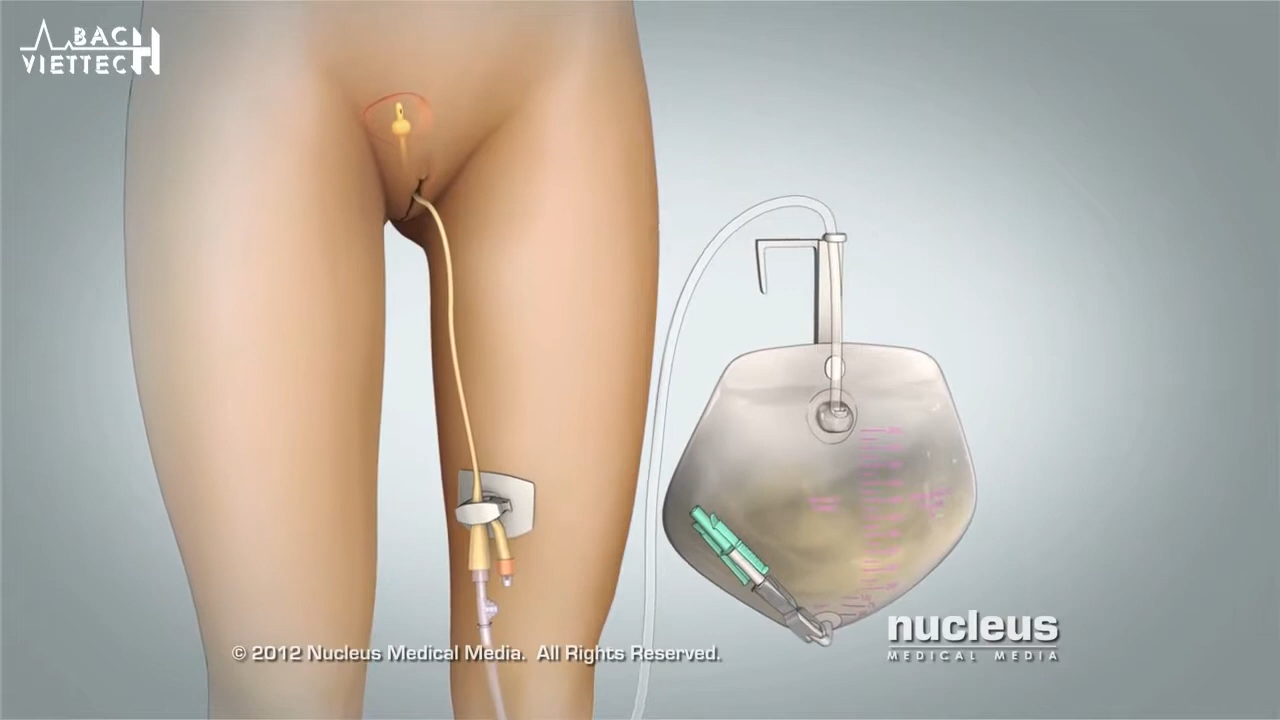 BACH
VIETTECH
© 2012 Nucleus Medical Media.  All Rights Reserved.
nucleus
MEDICAL MEDIA